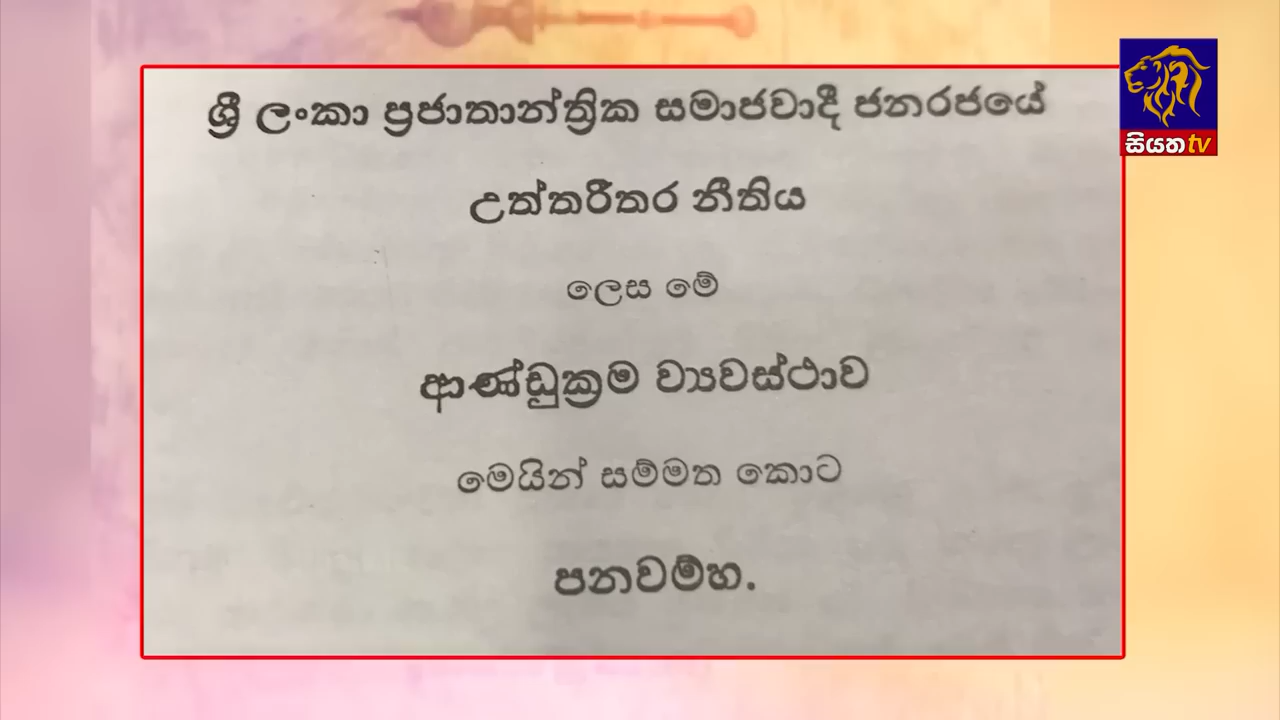 ශ්‍රී ලංකා ප්‍රජාතාන්ත්‍රික සමාජවාදී ජනරජයේ
සියත tv
උත්තරීතර නීතිය
ලෙස මේ
ආණ්ඩුක්‍රම ව්‍යවස්ථාව
මෙයින් සම්මත කොට
පනවම්හ.